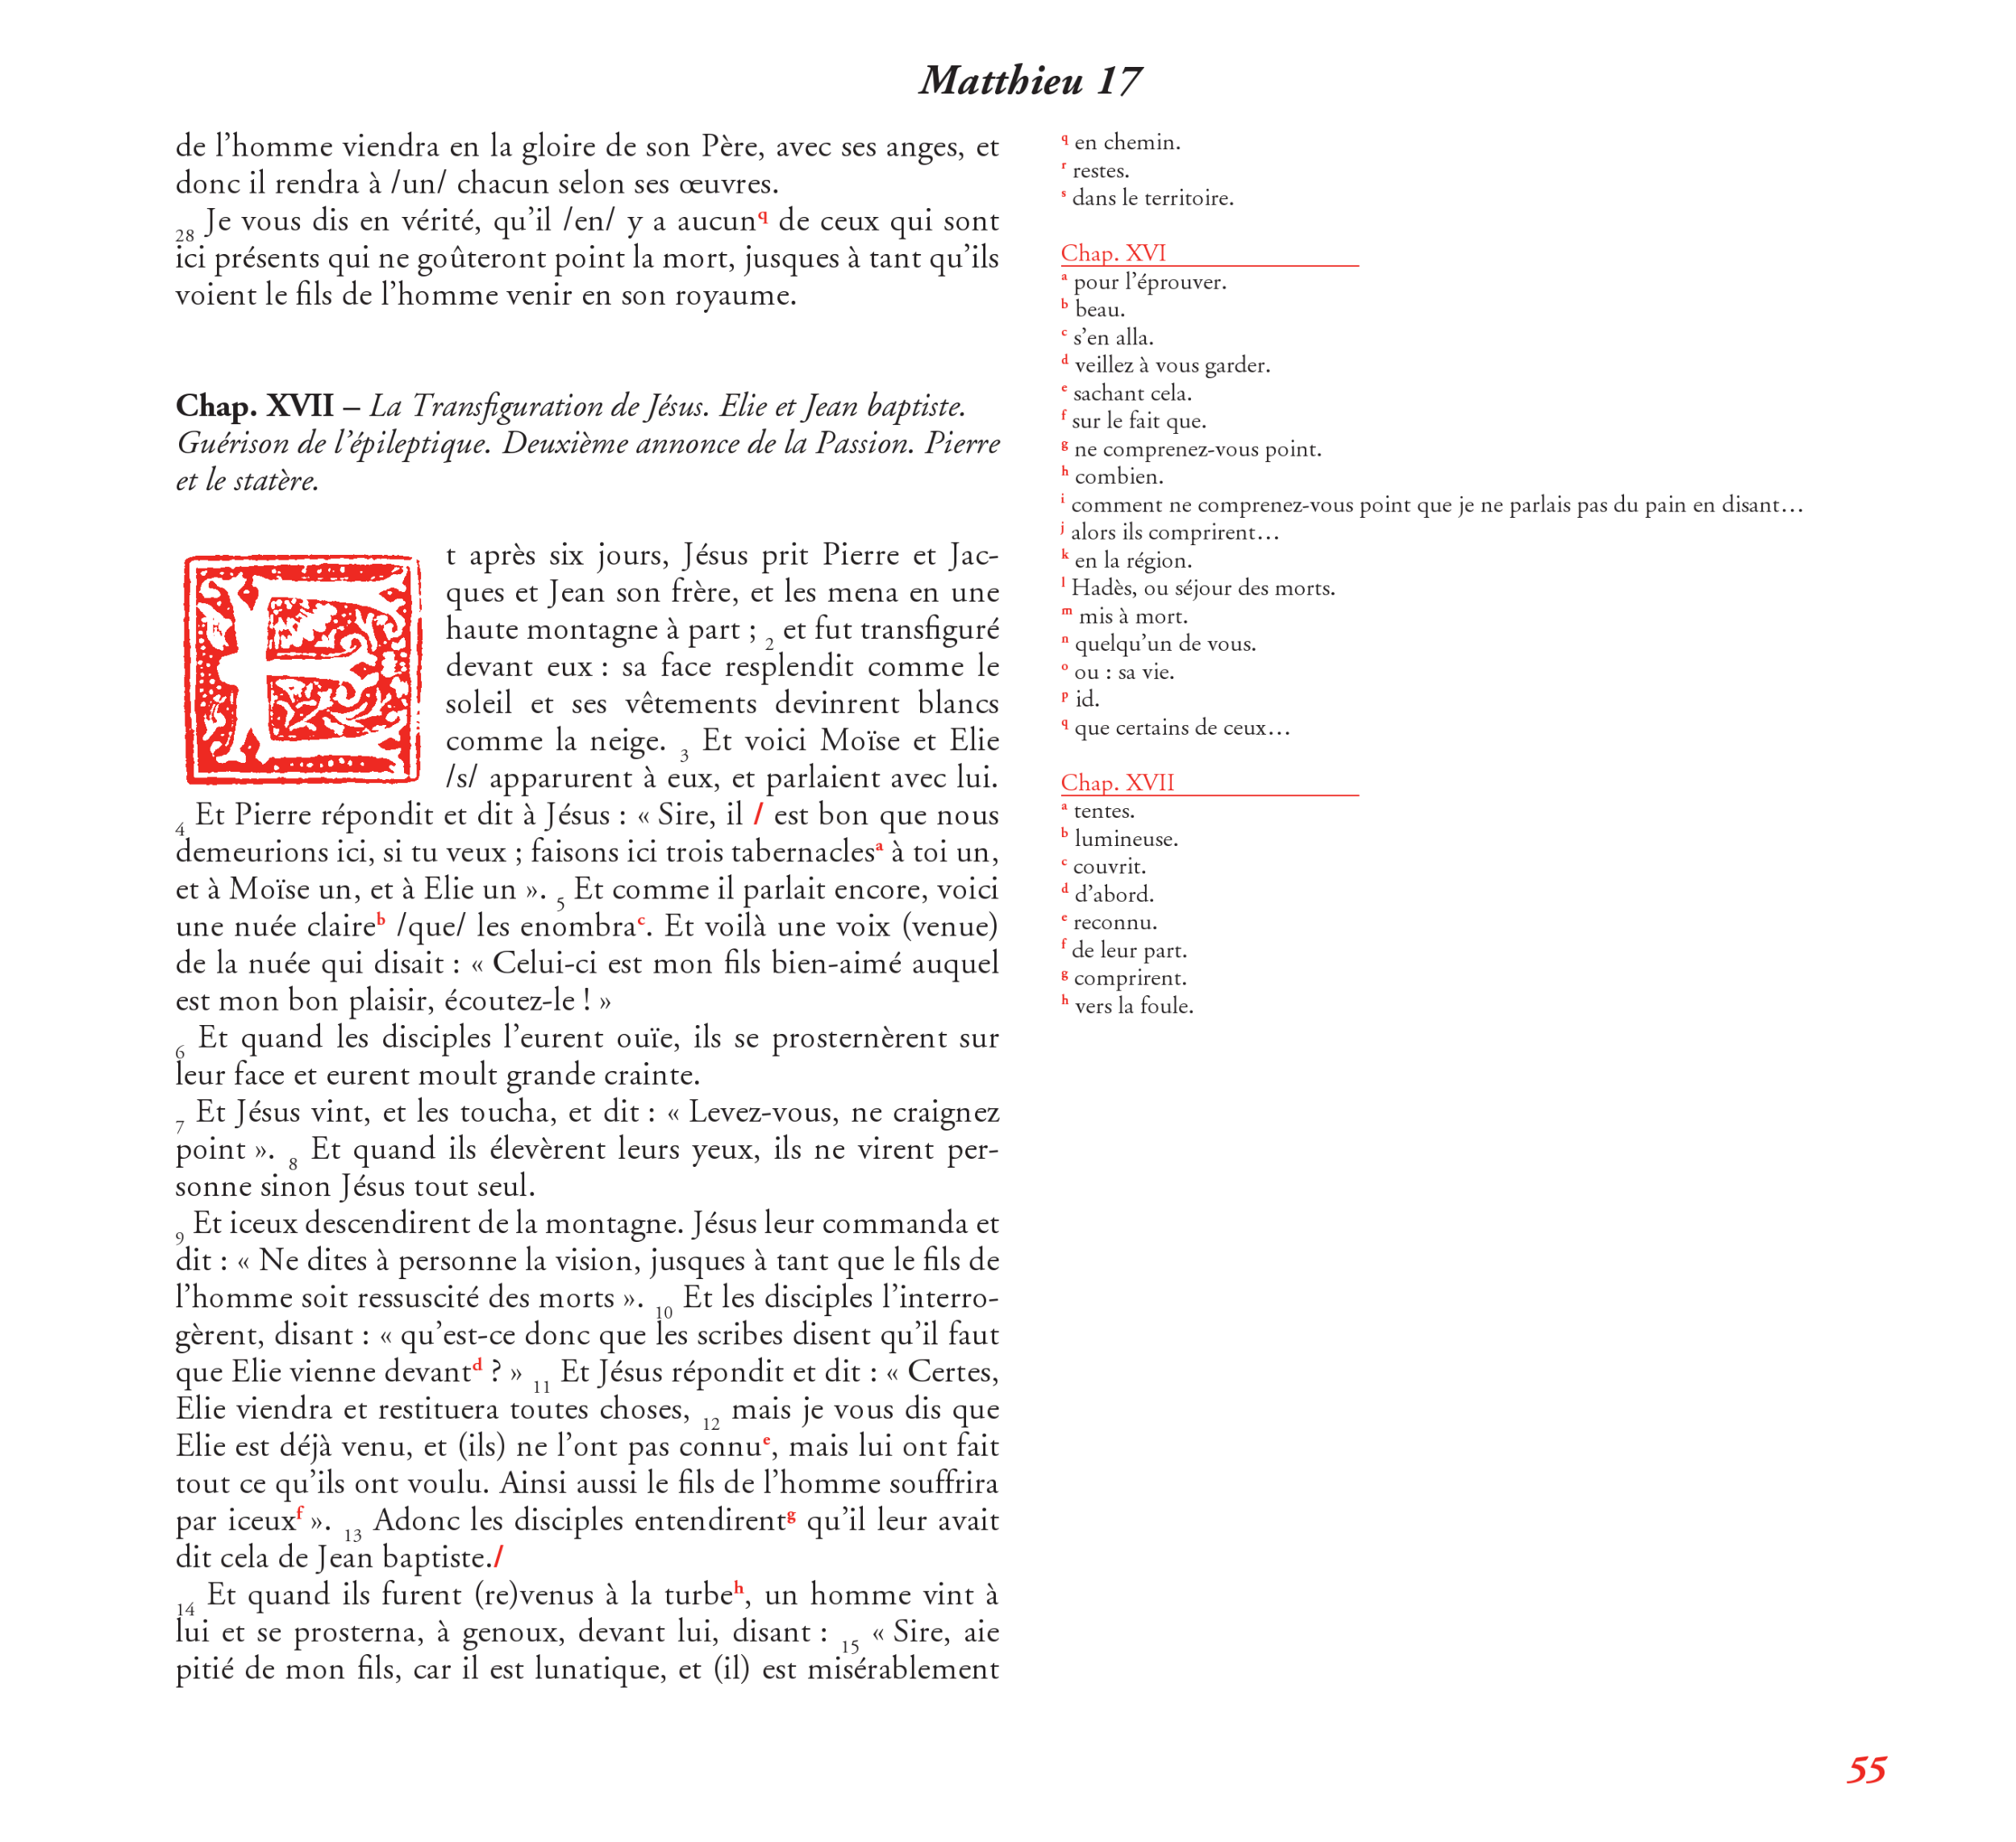 Matthieu 17
de l’homme viendra en la gloire de son Père, avec ses anges, et
donc il rendra à /un/ chacun selon ses œuvres.
28 Je vous dis en vérité, qu’il /en/ y a aucunq de ceux qui sont
ici présents qui ne goûteront point la mort, jusques à tant qu’ils
voient le fils de l’homme venir en son royaume.
Chap. XVII – La Transfiguration de Jésus. Elie et Jean baptiste.
Guérison de l’épileptique. Deuxième annonce de la Passion. Pierre
et le statère.
E
t après six jours, Jésus prit Pierre et Jac-
ques et Jean son frère, et les mena en une
haute montagne à part ; 2 et fut transfiguré
devant eux : sa face resplendit comme le
soleil et ses vêtements devinrent blancs
comme la neige. 3 Et voici Moïse et Elie
/s/ apparurent à eux, et parlaient avec lui.
4 Et Pierre répondit et dit à Jésus : « Sire, il / est bon que nous
demeurions ici, si tu veux ; faisons ici trois tabernaclesa à toi un,
et à Moïse un, et à Elie un ». 5 Et comme il parlait encore, voici
une nuée claireb /que/ les enombrac. Et voilà une voix (venue)
de la nuée qui disait : « Celui-ci est mon fils bien-aimé auquel
est mon bon plaisir, écoutez-le ! »
6 Et quand les disciples l’eurent ouïe, ils se prosternèrent sur
leur face et eurent moult grande crainte.
7 Et Jésus vint, et les toucha, et dit : « Levez-vous, ne craignez
point ». 8 Et quand ils élevèrent leurs yeux, ils ne virent per-
sonne sinon Jésus tout seul.
9 Et iceux descendirent de la montagne. Jésus leur commanda et
dit : « Ne dites à personne la vision, jusques à tant que le fils de
l’homme soit ressuscité des morts ». 10 Et les disciples l’interro-
gèrent, disant : « qu’est-ce donc que les scribes disent qu’il faut
que Elie vienne devantd ? » 11 Et Jésus répondit et dit : « Certes,
Elie viendra et restituera toutes choses, 12 mais je vous dis que
Elie est déjà venu, et (ils) ne l’ont pas connue, mais lui ont fait
tout ce qu’ils ont voulu. Ainsi aussi le fils de l’homme souffrira
par iceuxf ». 13 Adonc les disciples entendirentg qu’il leur avait
dit cela de Jean baptiste./
14 Et quand ils furent (re)venus à la turbeh, un homme vint à
lui et se prosterna, à genoux, devant lui, disant : 15 « Sire, aie
pitié de mon fils, car il est lunatique, et (il) est misérablement
q en chemin.
r restes.
s dans le territoire.
Chap. XVI
a pour l’éprouver.
b beau.
c s’en alla.
d veillez à vous garder.
e sachant cela.
f sur le fait que.
g ne comprenez-vous point.
h combien.
i comment ne comprenez-vous point que je ne parlais pas du pain en disant…
j alors ils comprirent…
k en la région.
l Hadès, ou séjour des morts.
m mis à mort.
n quelqu’un de vous.
o ou : sa vie.
p id.
q que certains de ceux…
Chap. XVII
a tentes.
b lumineuse.
c couvrit.
d d’abord.
e reconnu.
f de leur part.
g comprirent.
h vers la foule.
55